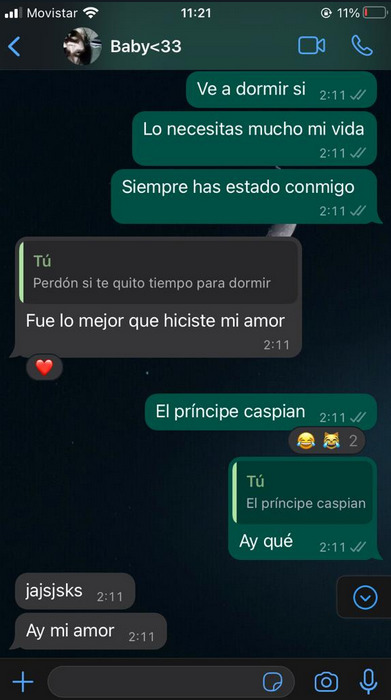 Movistar 11:21 11%
Baby<33
Ve a dormir si 2:11
Lo necesitas mucho mi vida
2:11
Siempre has estado conmigo
2:11
Tú
Perdón si te quito tiempo para dormir
Fue lo mejor que hiciste mi amor
2:11
El príncipe caspian 2:11
2
Tú
El príncipe caspian
Ay qué 2:11
jajsjsks 2:11
Ay mi amor 2:11